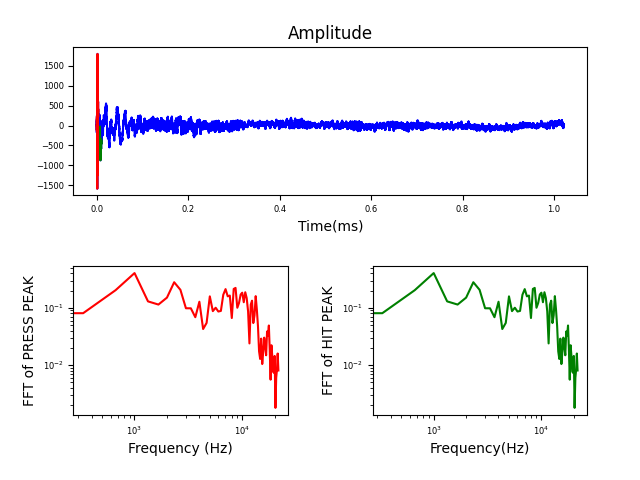 Amplitude
1500
1000
500
0
−500
−1000
−1500
0.0 0.2 0.4 0.6 0.8 1.0
Time(ms)
FFT of PRESS PEAK
10⁻¹
10⁻²
10³ 10⁴
Frequency (Hz)
FFT of HIT PEAK
10⁻¹
10⁻²
10³ 10⁴
Frequency(Hz)